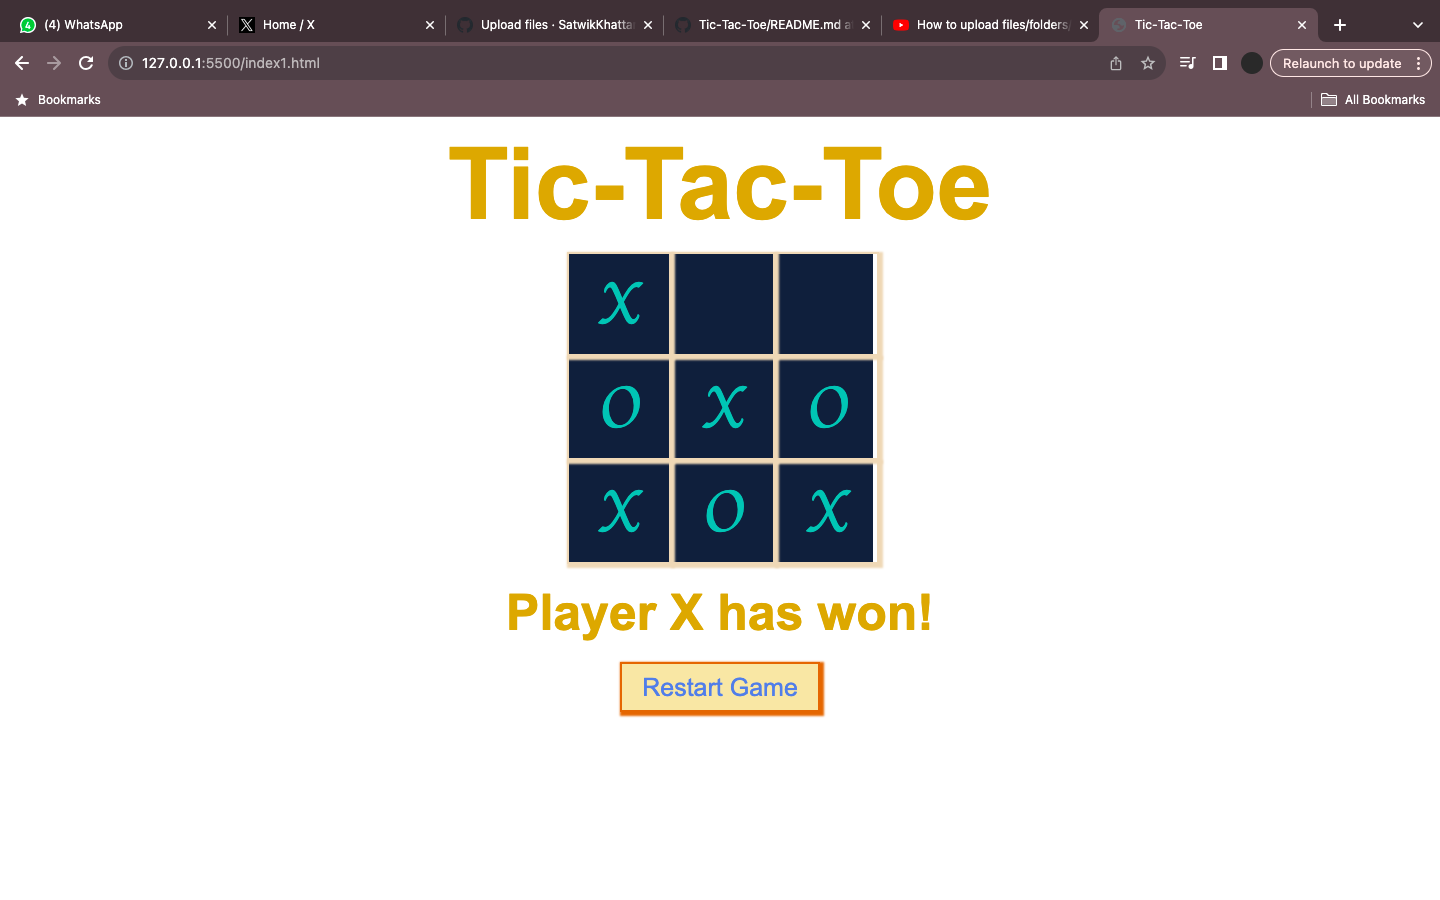 (4) WhatsApp
Home / X
Upload files · SatwikKhatta
Tic-Tac-Toe/README.md a
How to upload files/folders/
Tic-Tac-Toe
127.0.0.1:5500/index1.html
Relaunch to update
Bookmarks
All Bookmarks
Tic-Tac-Toe
X
O X O
X O X
Player X has won!
Restart Game